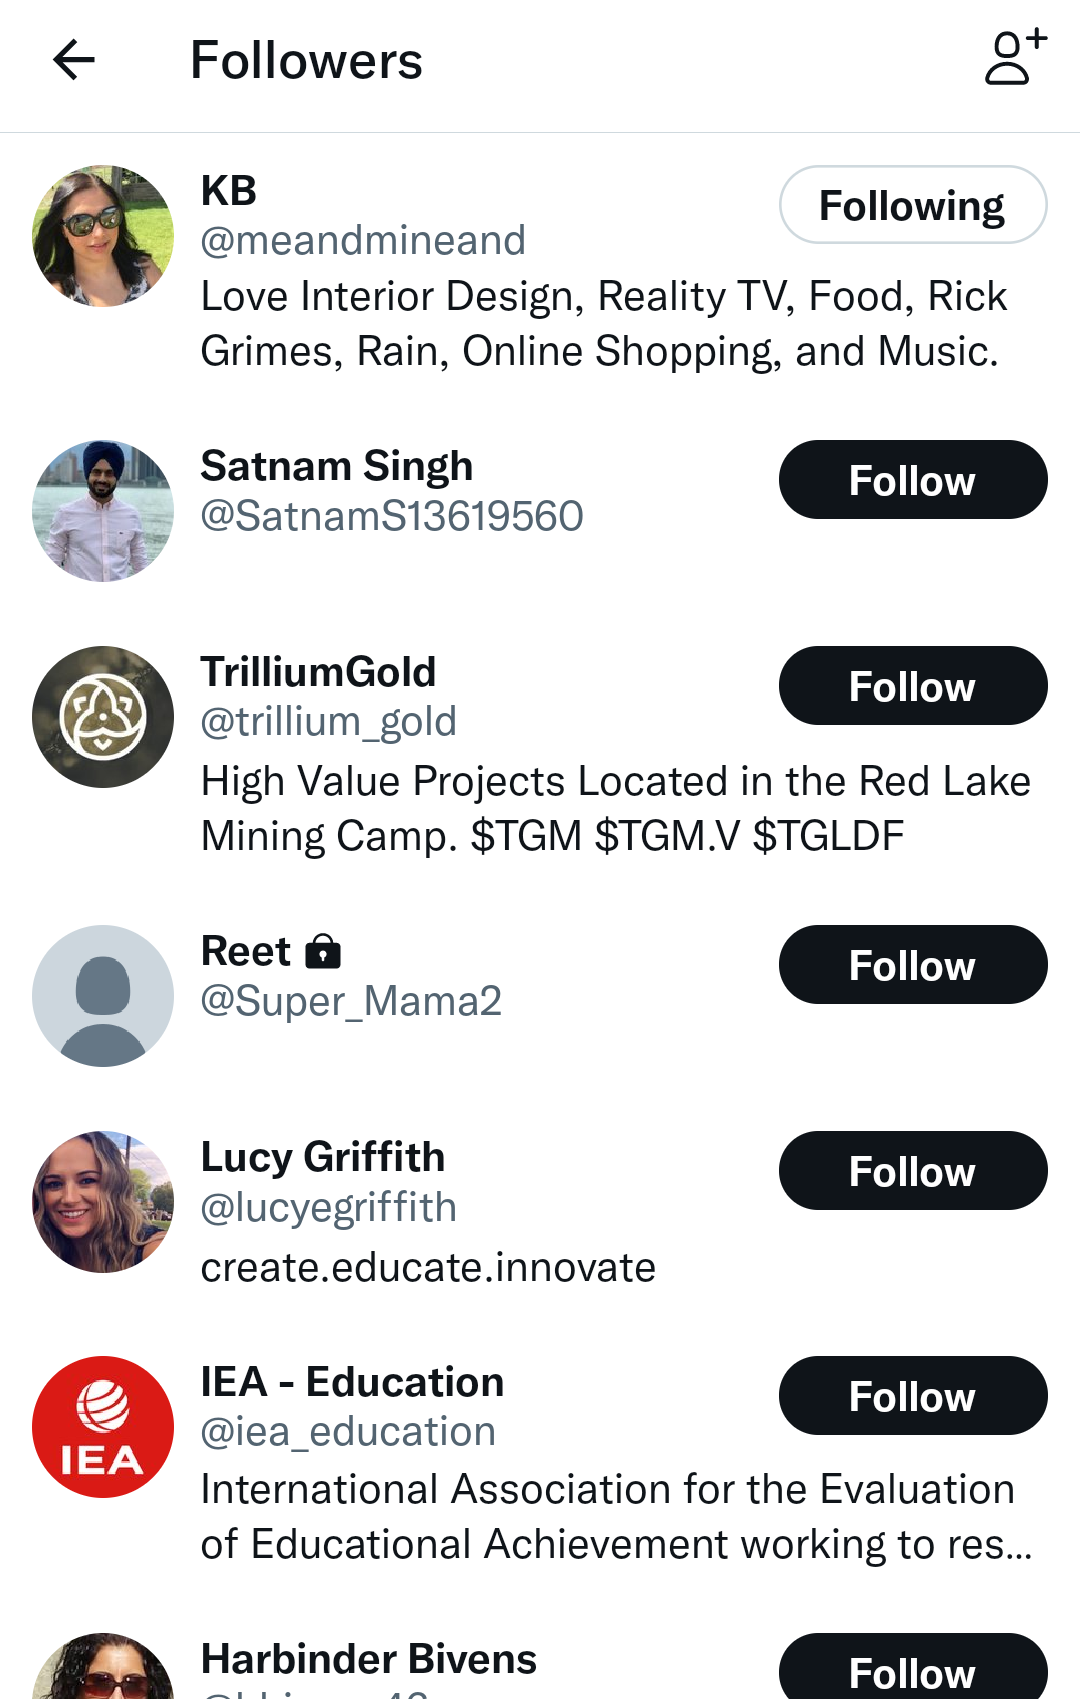 Followers
KB
Following
@meandmineand
Love Interior Design, Reality TV, Food, Rick
Grimes, Rain, Online Shopping, and Music.
Satnam Singh
Follow
@SatnamS13619560
TrilliumGold
Follow
@trillium_gold
High Value Projects Located in the Red Lake
Mining Camp. $TGM $TGM.V $TGLDF
Reet
Follow
@Super_Mama2
Lucy Griffith
Follow
@lucyegriffith
create.educate.innovate
IEA - Education
Follow
@iea_education
IEA
International Association for the Evaluation
of Educational Achievement working to res...
Harbinder Bivens
Follow